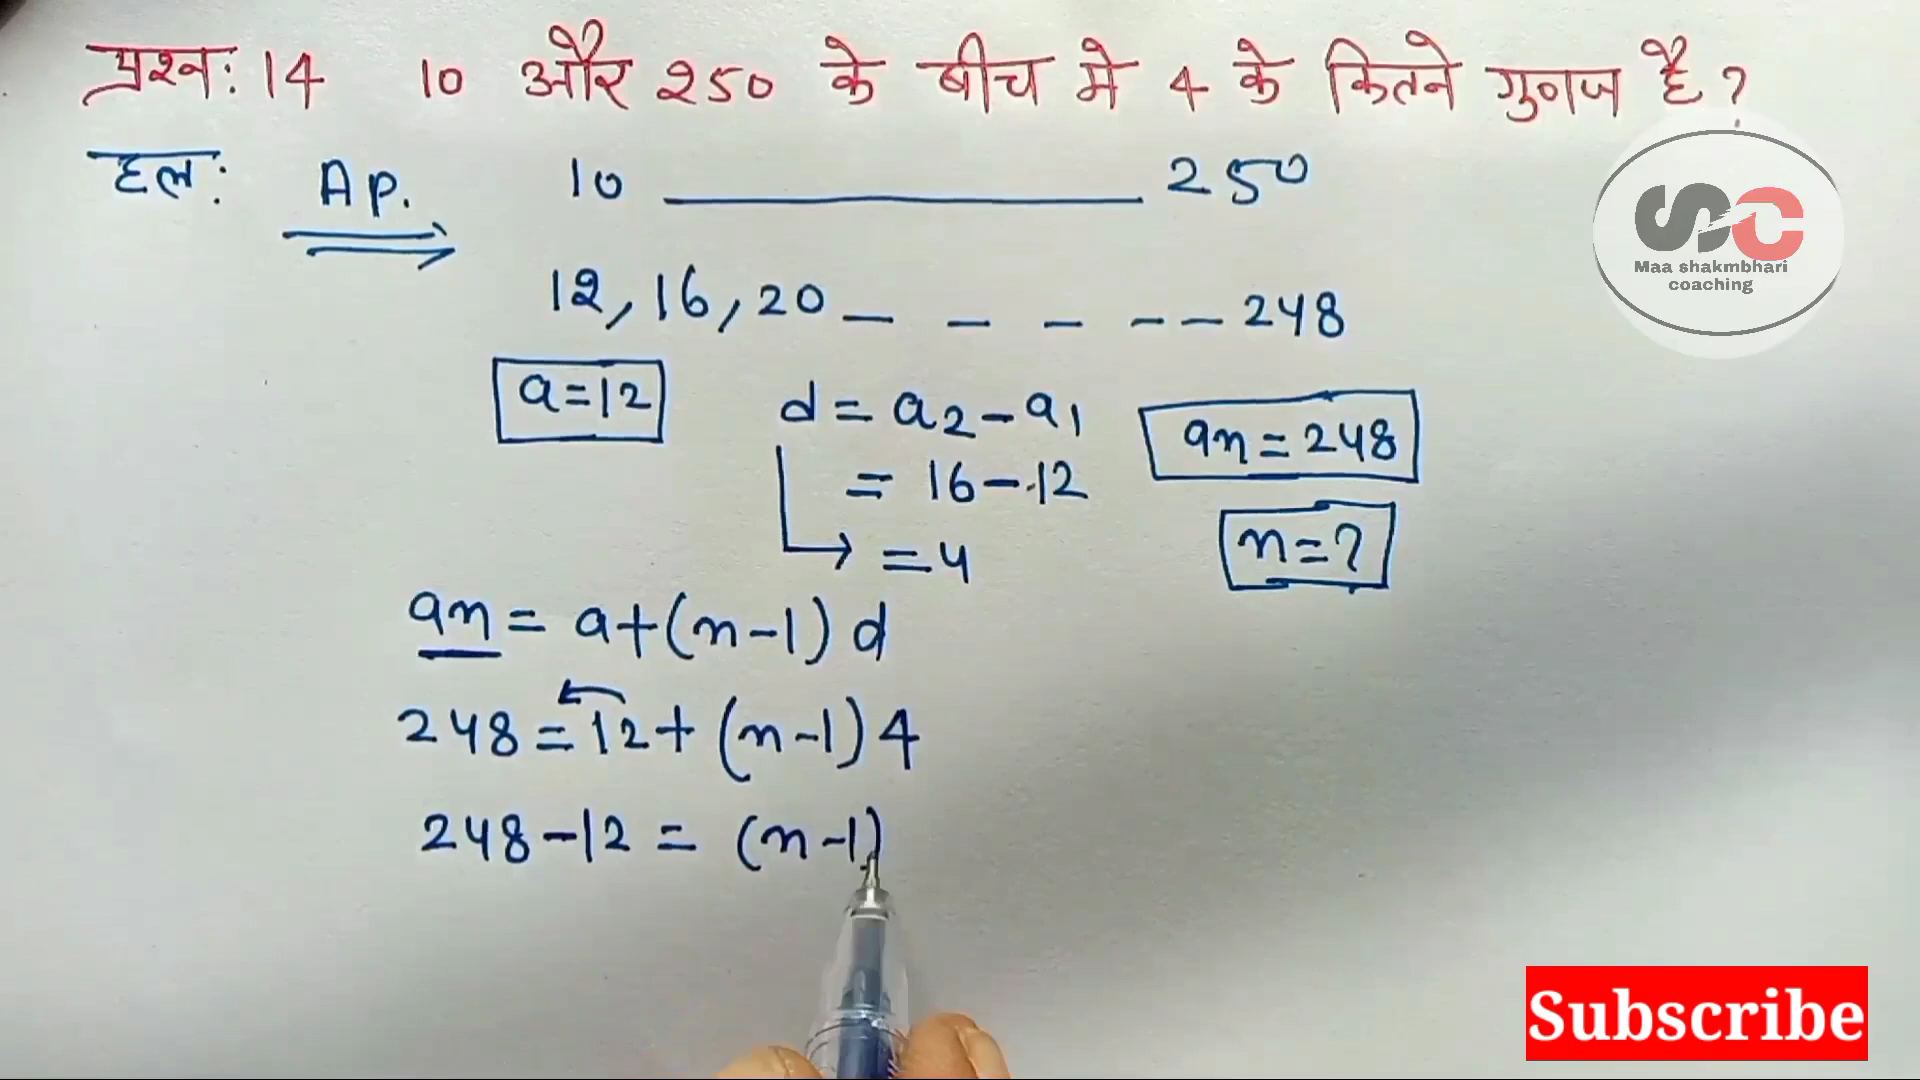 प्रश्न: 14 10 और 250 के बीच मे 4 के कितने गुणज है?
हल: AP. 10 ————— 250
12, 16, 20 _ _ _ _ _ 248
a=12
d = a2 - a1
an = 248
= 16-12
n=?
= 4
an = a+(n-1) d
248 = 12+ (n-1) 4
248-12 = (n-1)
Maa shakmbhari
coaching
Subscribe